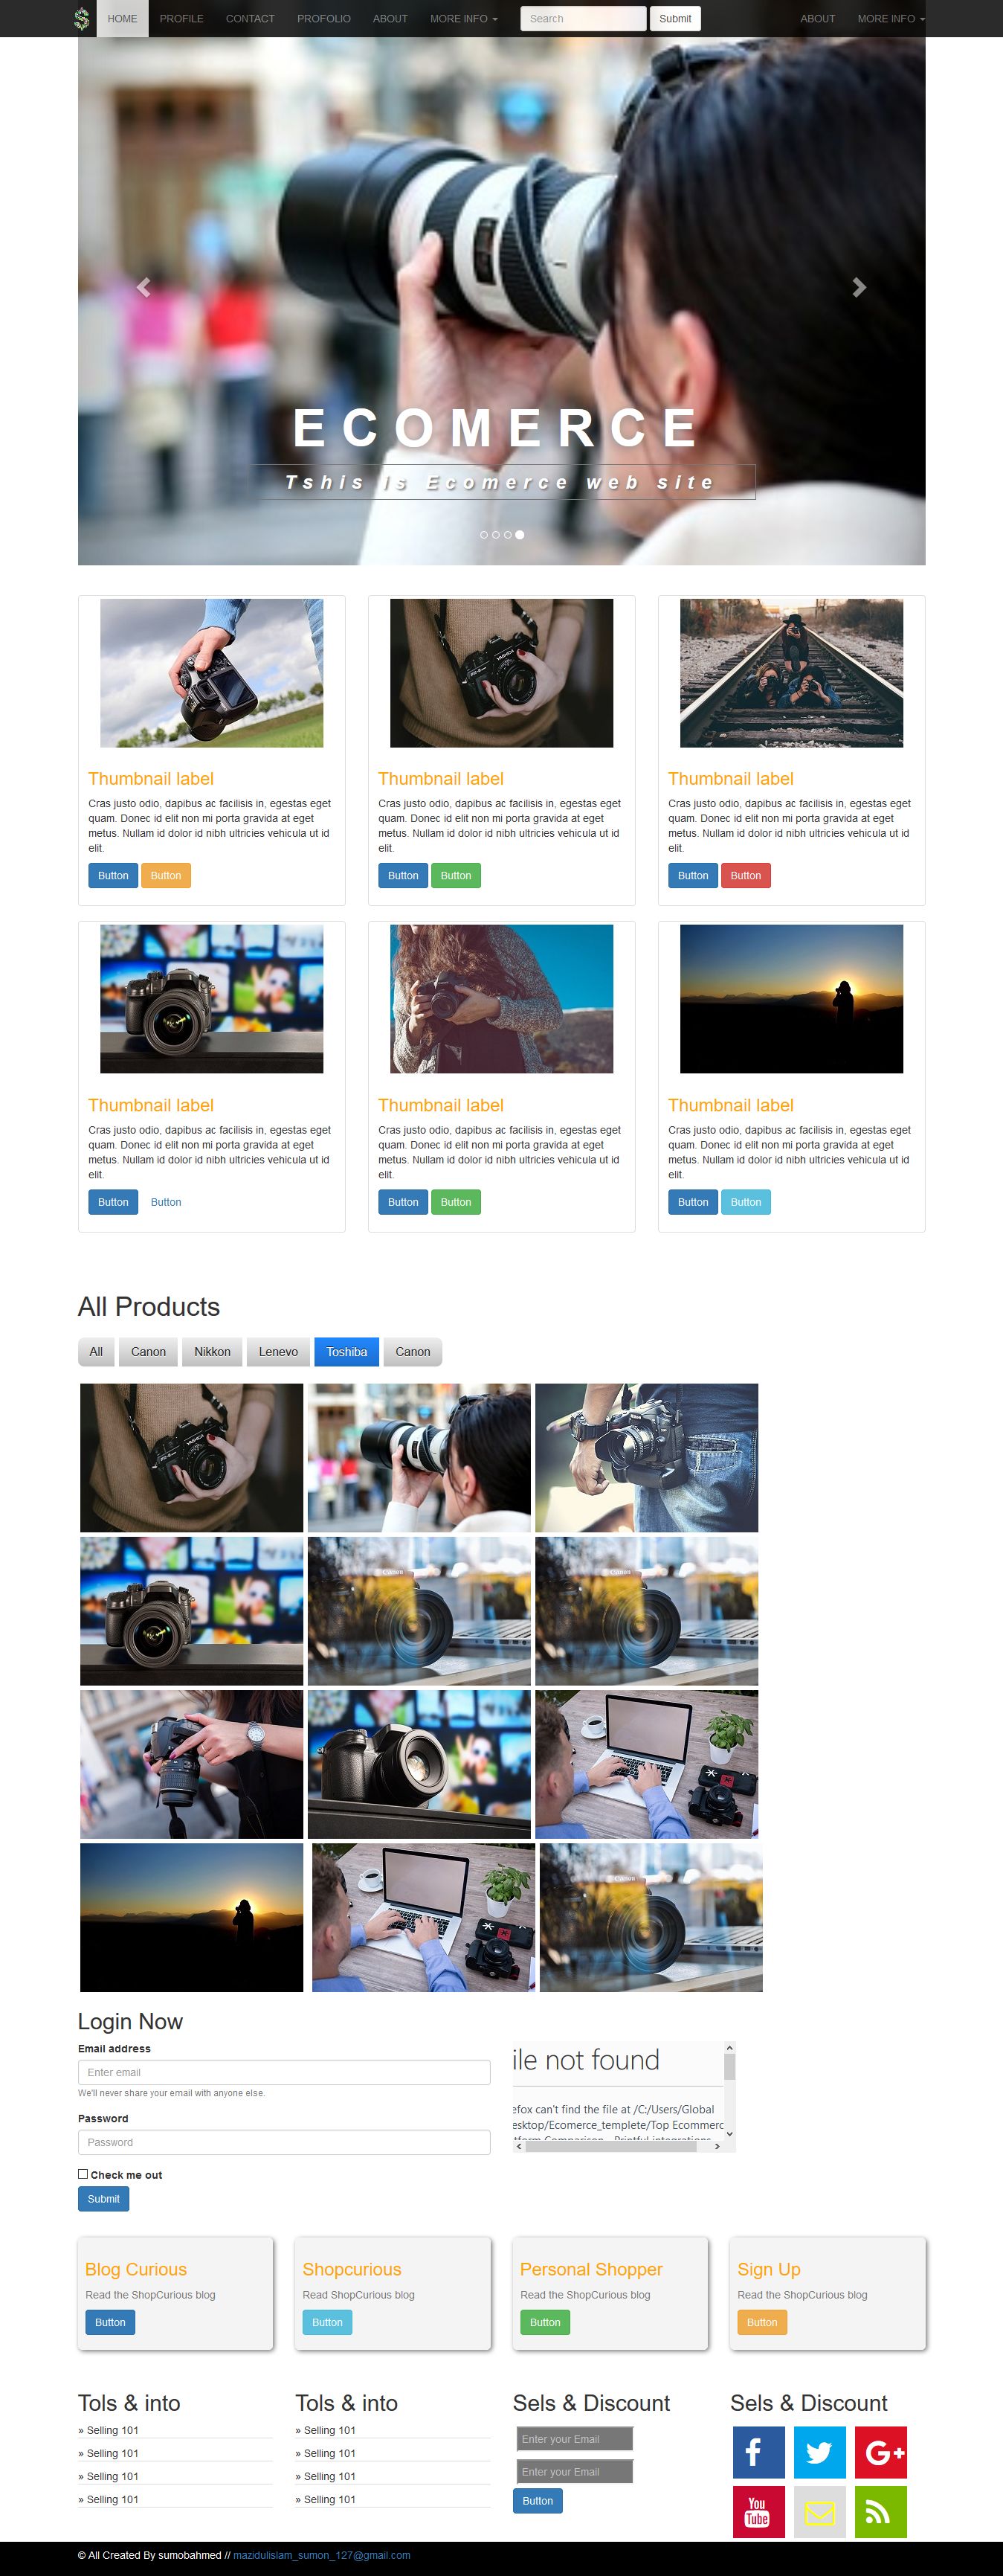 $ HOME PROFILE CONTACT PROFOLIO ABOUT MORE INFO Search Submit ABOUT MORE INFO
ECOMERCE
Tshis is Ecomerce web site
Thumbnail label
Cras justo odio, dapibus ac facilisis in, egestas eget
quam. Donec id elit non mi porta gravida at eget
metus. Nullam id dolor id nibh ultricies vehicula ut id
elit.
Button Button
Thumbnail label
Cras justo odio, dapibus ac facilisis in, egestas eget
quam. Donec id elit non mi porta gravida at eget
metus. Nullam id dolor id nibh ultricies vehicula ut id
elit.
Button Button
Thumbnail label
Cras justo odio, dapibus ac facilisis in, egestas eget
quam. Donec id elit non mi porta gravida at eget
metus. Nullam id dolor id nibh ultricies vehicula ut id
elit.
Button Button
Thumbnail label
Cras justo odio, dapibus ac facilisis in, egestas eget
quam. Donec id elit non mi porta gravida at eget
metus. Nullam id dolor id nibh ultricies vehicula ut id
elit.
Button Button
Thumbnail label
Cras justo odio, dapibus ac facilisis in, egestas eget
quam. Donec id elit non mi porta gravida at eget
metus. Nullam id dolor id nibh ultricies vehicula ut id
elit.
Button Button
Thumbnail label
Cras justo odio, dapibus ac facilisis in, egestas eget
quam. Donec id elit non mi porta gravida at eget
metus. Nullam id dolor id nibh ultricies vehicula ut id
elit.
Button Button
All Products
All Canon Nikkon Lenevo Toshiba Canon
Canon
Canon
Canon
Login Now
Email address
Enter email
We'll never share your email with anyone else.
Password
Password
Check me out
Submit
ile not found
efox can't find the file at /C:/Users/Global
esktop/Ecomerce_templete/Top Ecommerc
tform Comparison - Printful integrations
Blog Curious
Read the ShopCurious blog
Button
Shopcurious
Read ShopCurious blog
Button
Personal Shopper
Read the ShopCurious blog
Button
Sign Up
Read the ShopCurious blog
Button
Tols & into
» Selling 101
» Selling 101
» Selling 101
» Selling 101
Tols & into
» Selling 101
» Selling 101
» Selling 101
» Selling 101
Sels & Discount
Enter your Email
Enter your Email
Button
Sels & Discount
f G+
You
Tube
© All Created By sumobahmed // mazidulislam_sumon_127@gmail.com